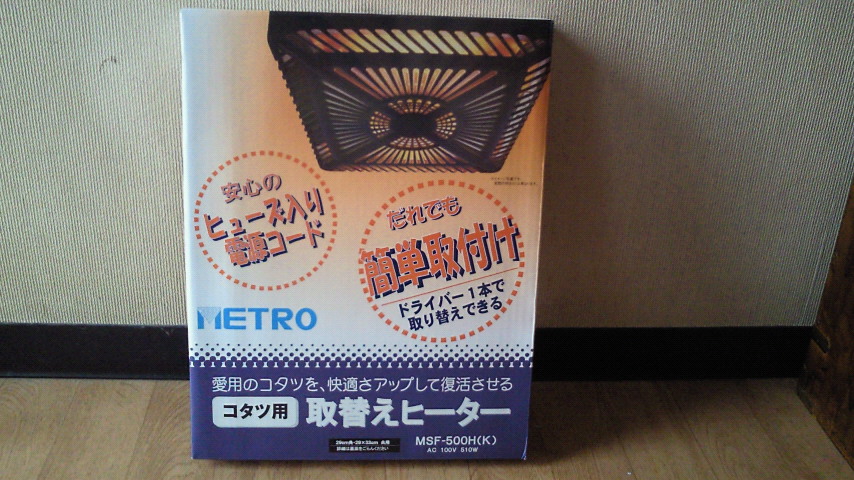 安心の
ヒューズ入り
電源コード
だれでも
簡単取付け
ドライバー1本で
取り替えできる
METRO
愛用のコタツを、快適さアップして復活させる
コタツ用 取替えヒーター
MSF-500H(K)
AC 100V 510W